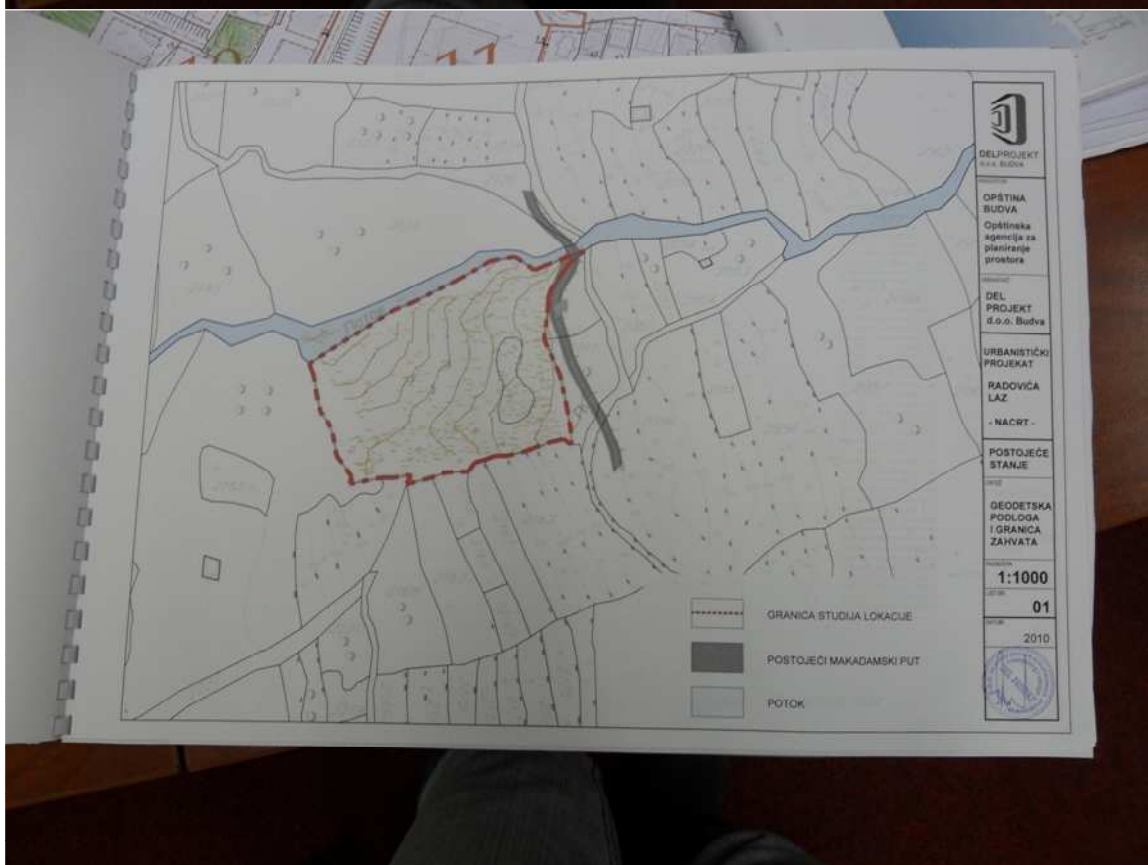 11
DELPROJEKT
d.o.o. BUDVA
OPŠTINA
BUDVA
Opštinska
agencija za
planiranje
prostora
DEL
PROJEKT
d.o.o. Budva
URBANISTIČKI
PROJEKAT
RADOVIĆA
LAZ
- NACRT -
POSTOJEĆE
STANJE
GEODETSKA
PODLOGA
I GRANICA
ZAHVATA
1:1000
01
2010
GRANICA STUDIJA LOKACIJE
POSTOJEĆI MAKADAMSKI PUT
POTOK